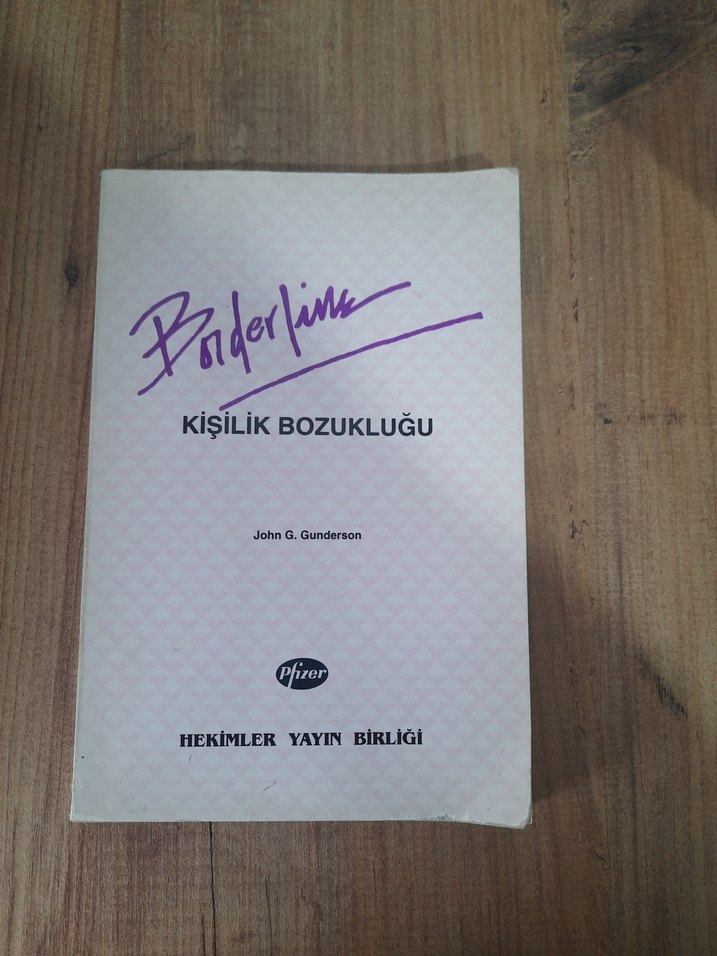 Borderline
KİŞİLİK BOZUKLUĞU
John G. Gunderson
Pfizer
HEKİMLER YAYIN BİRLİĞİ